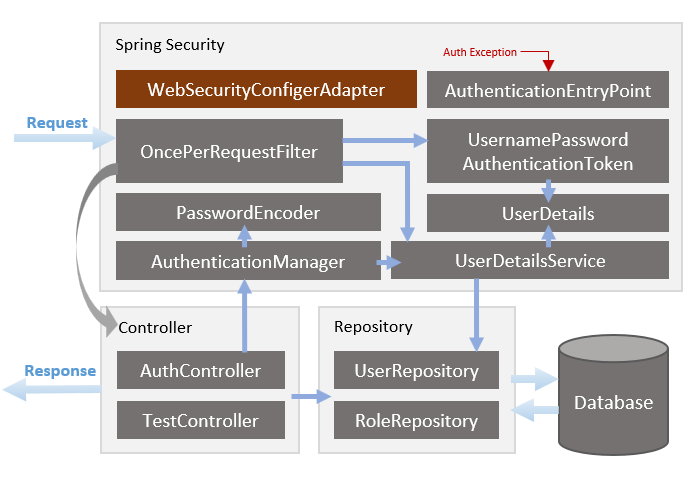 Spring Security
Auth Exception
WebSecurityConfigerAdapter
AuthenticationEntryPoint
Request
OncePerRequestFilter
UsernamePassword
AuthenticationToken
PasswordEncoder
UserDetails
AuthenticationManager
UserDetailsService
Controller
Repository
Response
AuthController
UserRepository
Database
TestController
RoleRepository